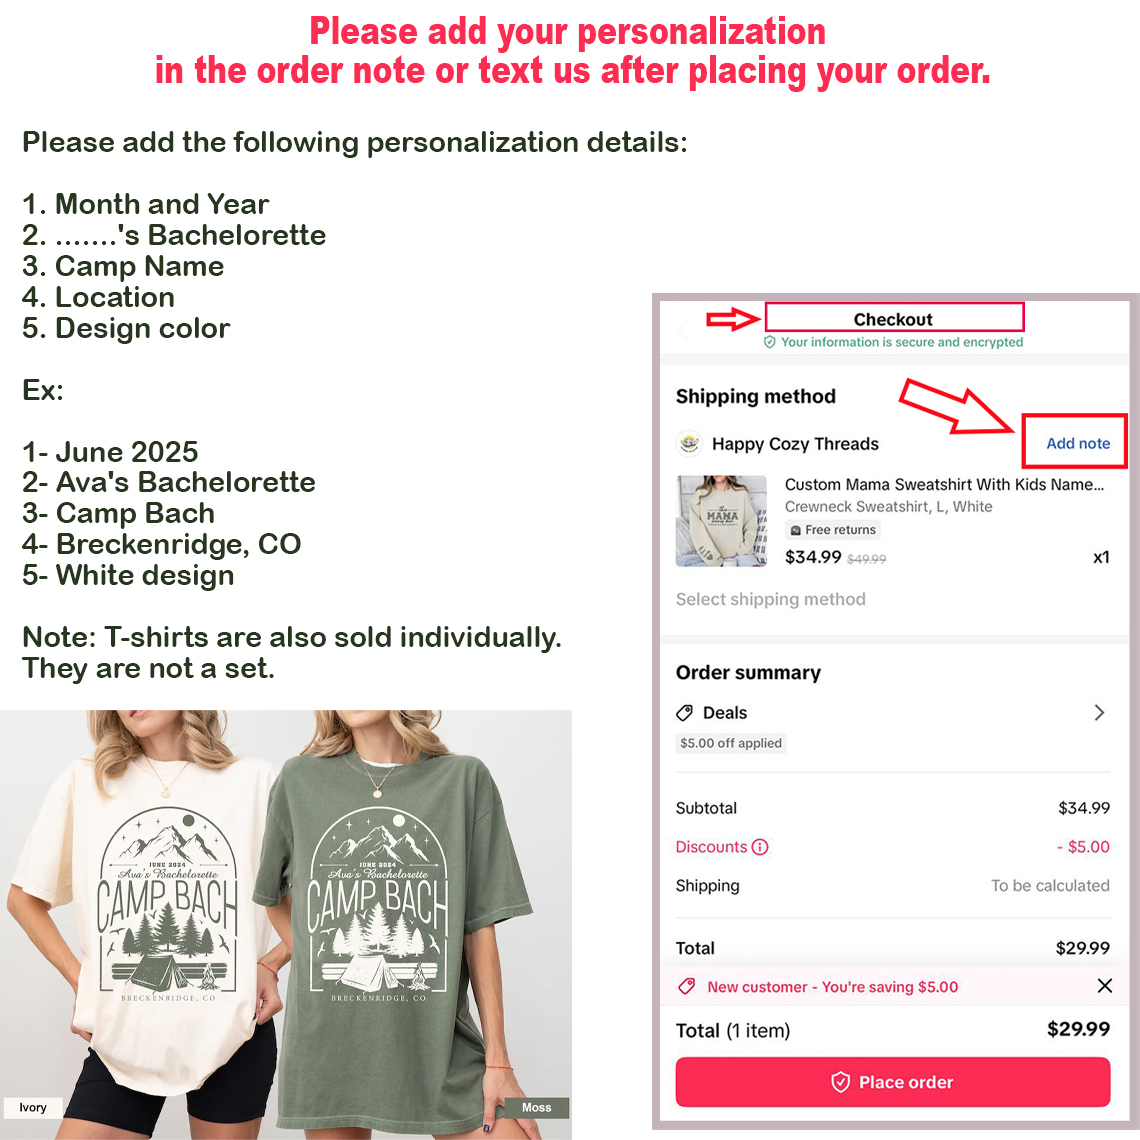 Please add your personalization
in the order note or text us after placing your order.
Please add the following personalization details:
1. Month and Year
2. .......'s Bachelorette
3. Camp Name
4. Location
5. Design color
Ex:
1- June 2025
2- Ava's Bachelorette
3- Camp Bach
4- Breckenridge, CO
5- White design
Note: T-shirts are also sold individually.
They are not a set.
JUNE 2024
Ava's Bachelorette
CAMP BACH
BRECKENRIDGE, CO
Ivory
JUNE 2024
Ava's Bachelorette
CAMP BACH
BRECKENRIDGE, CO
Moss
Checkout
Your information is secure and encrypted
Shipping method
Happy Cozy Threads
Add note
Custom Mama Sweatshirt With Kids Name...
Crewneck Sweatshirt, L, White
MAMA
Free returns
$34.99 $49.99
x1
Select shipping method
Order summary
Deals
$5.00 off applied
Subtotal
$34.99
Discounts
- $5.00
Shipping
To be calculated
Total
$29.99
New customer - You're saving $5.00
Total (1 item)
$29.99
Place order